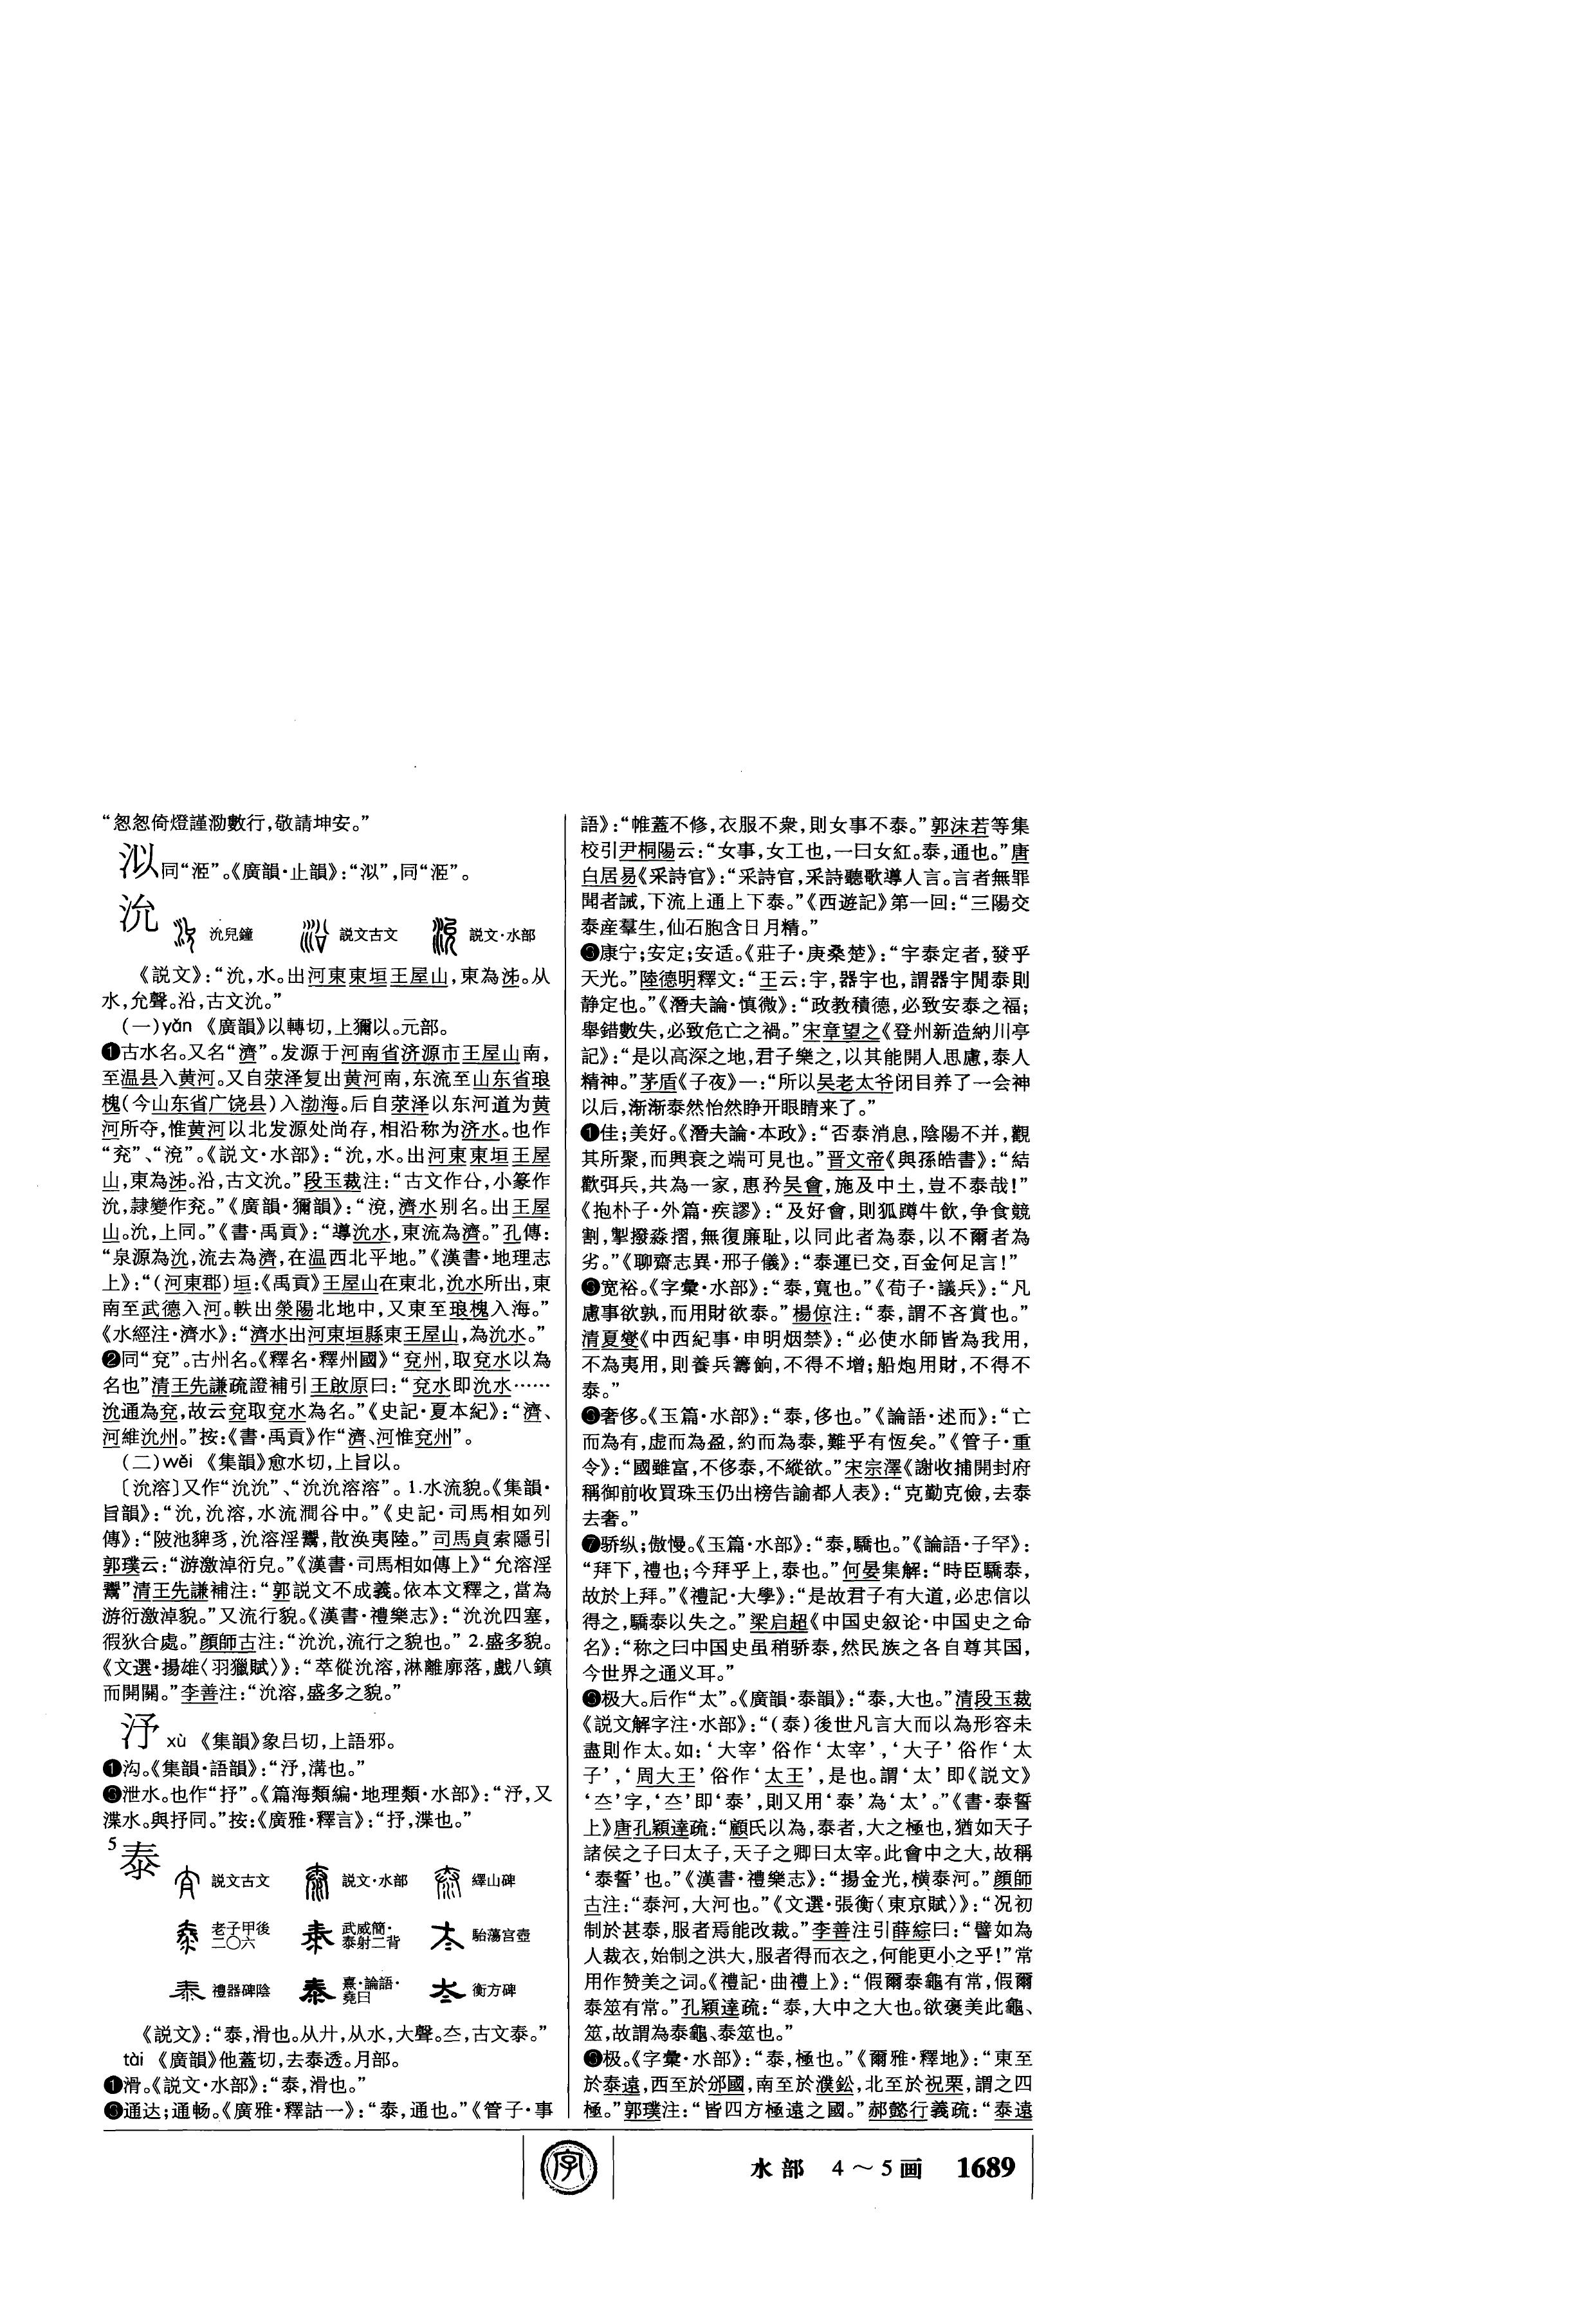 “怱怱倚燈謹泐數行，敬請坤安。”
㳈同“洍”。《廣韻·止韻》：“㳈”，同“洍”。
沇
沇兒鐘 説文古文 説文·水部
《説文》：“沇，水。出河東東垣王屋山，東為泲。从
水，允聲。沿，古文沇。”
（一）yǎn 《廣韻》以轉切，上獮以。元部。
❶古水名。又名“濟”。发源于河南省济源市王屋山南，
至温县入黄河。又自荥泽复出黄河南，东流至山东省琅
槐（今山东省广饶县）入渤海。后自荥泽以东河道为黄
河所夺，惟黄河以北发源处尚存，相沿称为济水。也作
“兖”、“渷”。《説文·水部》：“沇，水。出河東東垣王屋
山，東為泲。沿，古文沇。”段玉裁注：“古文作㕣，小篆作
沇，隸變作兖。”《廣韻·獮韻》：“渷，濟水别名。出王屋
山。沇，上同。”《書·禹貢》：“導沇水，東流為濟。”孔傳：
“泉源為沇，流去為濟，在温西北平地。”《漢書·地理志
上》：“（河東郡）垣：《禹貢》王屋山在東北，沇水所出，東
南至武德入河。軼出滎陽北地中，又東至琅槐入海。”
《水經注·濟水》：“濟水出河東垣縣東王屋山，為沇水。”
❷同“兗”。古州名。《釋名·釋州國》“兗州，取兗水以為
名也”清王先謙疏證補引王啟原曰：“兗水即沇水……
沇通為兗，故云兗取兗水為名。”《史記·夏本紀》：“濟、
河維沇州。”按：《書·禹貢》作“濟、河惟兗州”。
（二）wěi 《集韻》愈水切，上旨以。
〔沇溶〕又作“沇沇”、“沇沇溶溶”。1.水流貌。《集韻·
旨韻》：“沇，沇溶，水流澗谷中。”《史記·司馬相如列
傳》：“陂池貏豸，沇溶淫鬻，散涣夷陸。”司馬貞索隱引
郭璞云：“游激淖衍皃。”《漢書·司馬相如傳上》“允溶淫
鬻”清王先謙補注：“郭説文不成義。依本文釋之，當為
游衍激淖貌。”又流行貌。《漢書·禮樂志》：“沇沇四塞，
徦狄合處。”顔師古注：“沇沇，流行之貌也。” 2.盛多貌。
《文選·揚雄〈羽獵賦〉》：“萃傱沇溶，淋離廓落，戲八鎮
而開關。”李善注：“沇溶，盛多之貌。”
汿 xù 《集韻》象吕切，上語邪。
❶沟。《集韻·語韻》：“汿，溝也。”
❷泄水。也作“抒”。《篇海類編·地理類·水部》：“汿，又
渫水。與抒同。”按：《廣雅·釋言》：“抒，渫也。”
5 泰
説文古文 説文·水部 繹山碑
老子甲後二〇六 武威簡·泰射二背 駘蕩宫壺
禮器碑陰 熹·論語·堯曰 衡方碑
《説文》：“泰，滑也。从廾，从水，大聲。夳，古文泰。”
tài 《廣韻》他蓋切，去泰透。月部。
❶滑。《説文·水部》：“泰，滑也。”
❷通达；通畅。《廣雅·釋詁一》：“泰，通也。”《管子·事
語》：“帷蓋不修，衣服不衆，則女事不泰。”郭沫若等集
校引尹桐陽云：“女事，女工也，一曰女紅。泰，通也。”唐
白居易《采詩官》：“采詩官，采詩聽歌導人言。言者無罪
聞者誡，下流上通上下泰。”《西遊記》第一回：“三陽交
泰産羣生，仙石胞含日月精。”
❸康宁；安定；安适。《莊子·庚桑楚》：“宇泰定者，發乎
天光。”陸德明釋文：“王云：宇，器宇也，謂器宇閒泰則
静定也。”《潛夫論·慎微》：“政教積德，必致安泰之福；
舉錯數失，必致危亡之禍。”宋章望之《登州新造納川亭
記》：“是以高深之地，君子樂之，以其能開人思慮，泰人
精神。”茅盾《子夜》一：“所以吴老太爷闭目养了一会神
以后，渐渐泰然怡然睁开眼睛来了。”
❹佳；美好。《潛夫論·本政》：“否泰消息，陰陽不并，觀
其所聚，而興衰之端可見也。”晋文帝《與孫皓書》：“結
歡弭兵，共為一家，惠矜吴會，施及中土，豈不泰哉！”
《抱朴子·外篇·疾謬》：“及好會，則狐蹲牛飲，争食競
割，掣撥淼摺，無復廉耻，以同此者為泰，以不爾者為
劣。”《聊齋志異·邢子儀》：“泰運已交，百金何足言！”
❺宽裕。《字彙·水部》：“泰，寬也。”《荀子·議兵》：“凡
慮事欲孰，而用財欲泰。”楊倞注：“泰，謂不吝賞也。”
清夏燮《中西紀事·申明烟禁》：“必使水師皆為我用，
不為夷用，則養兵籌餉，不得不增；船炮用財，不得不
泰。”
❻奢侈。《玉篇·水部》：“泰，侈也。”《論語·述而》：“亡
而為有，虚而為盈，約而為泰，難乎有恆矣。”《管子·重
令》：“國雖富，不侈泰，不縱欲。”宋宗澤《謝收捕開封府
稱御前收買珠玉仍出榜告諭都人表》：“克勤克儉，去泰
去奢。”
❼骄纵；傲慢。《玉篇·水部》：“泰，驕也。”《論語·子罕》：
“拜下，禮也；今拜乎上，泰也。”何晏集解：“時臣驕泰，
故於上拜。”《禮記·大學》：“是故君子有大道，必忠信以
得之，驕泰以失之。”梁启超《中国史叙论·中国史之命
名》：“称之曰中国史虽稍骄泰，然民族之各自尊其国，
今世界之通义耳。”
❽极大。后作“太”。《廣韻·泰韻》：“泰，大也。”清段玉裁
《説文解字注·水部》：“（泰）後世凡言大而以為形容未
盡則作太。如：‘大宰’俗作‘太宰’，‘大子’俗作‘太
子’，‘周大王’俗作‘太王’，是也。謂‘太’即《説文》
‘夳’字，‘夳’即‘泰’，則又用‘泰’為‘太’。”《書·泰誓
上》唐孔穎達疏：“顧氏以為，泰者，大之極也，猶如天子
諸侯之子曰太子，天子之卿曰太宰。此會中之大，故稱
‘泰誓’也。”《漢書·禮樂志》：“揚金光，横泰河。”顔師
古注：“泰河，大河也。”《文選·張衡〈東京賦〉》：“况初
制於甚泰，服者焉能改裁。”李善注引薛綜曰：“譬如為
人裁衣，始制之洪大，服者得而衣之，何能更小之乎！”常
用作赞美之词。《禮記·曲禮上》：“假爾泰龜有常，假爾
泰筮有常。”孔穎達疏：“泰，大中之大也。欲褒美此龜、
筮，故謂為泰龜、泰筮也。”
❾极。《字彙·水部》：“泰，極也。”《爾雅·釋地》：“東至
於泰遠，西至於邠國，南至於濮鈆，北至於祝栗，謂之四
極。”郭璞注：“皆四方極遠之國。”郝懿行義疏：“泰遠
字
水部 4～5画 1689